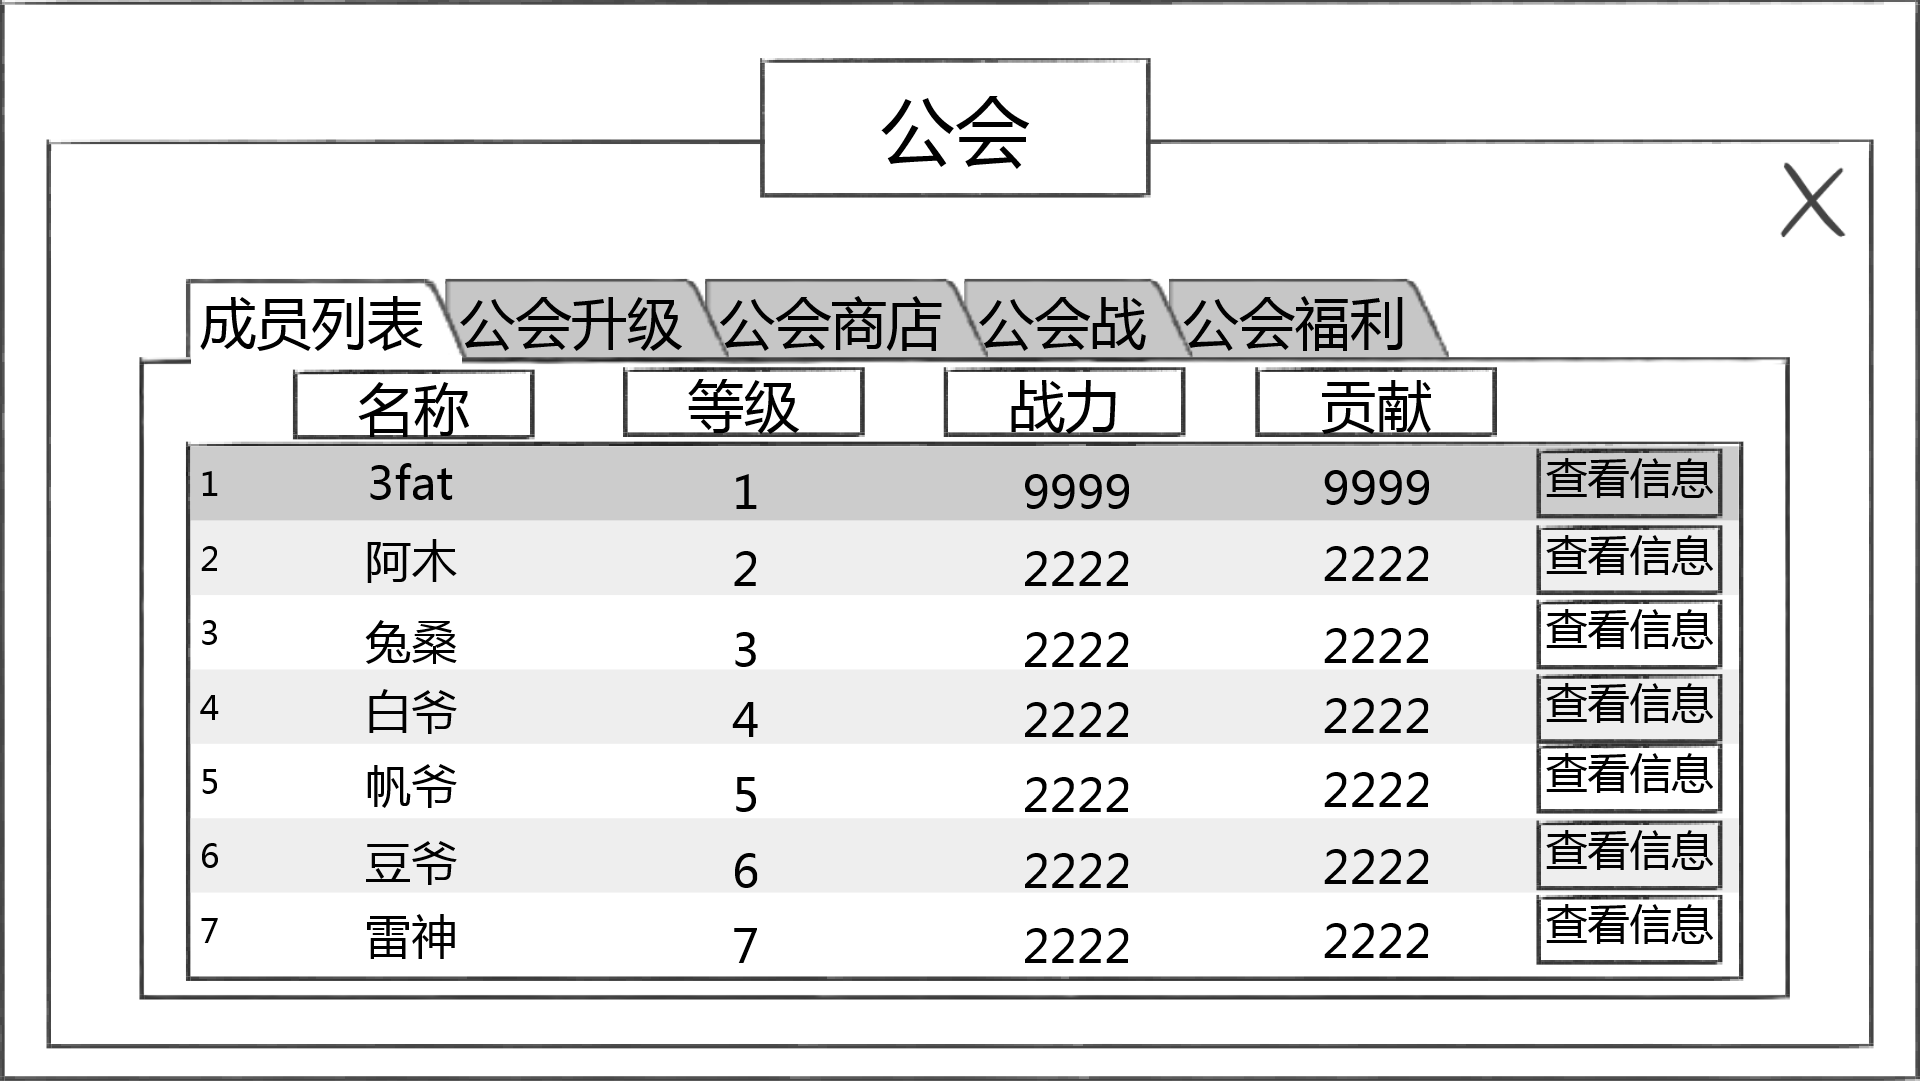 公会
成员列表 公会升级 公会商店 公会战 公会福利
名称 等级 战力 贡献
1 3fat 1 9999 9999 查看信息
2 阿木 2 2222 2222 查看信息
3 兔桑 3 2222 2222 查看信息
4 白爷 4 2222 2222 查看信息
5 帆爷 5 2222 2222 查看信息
6 豆爷 6 2222 2222 查看信息
7 雷神 7 2222 2222 查看信息